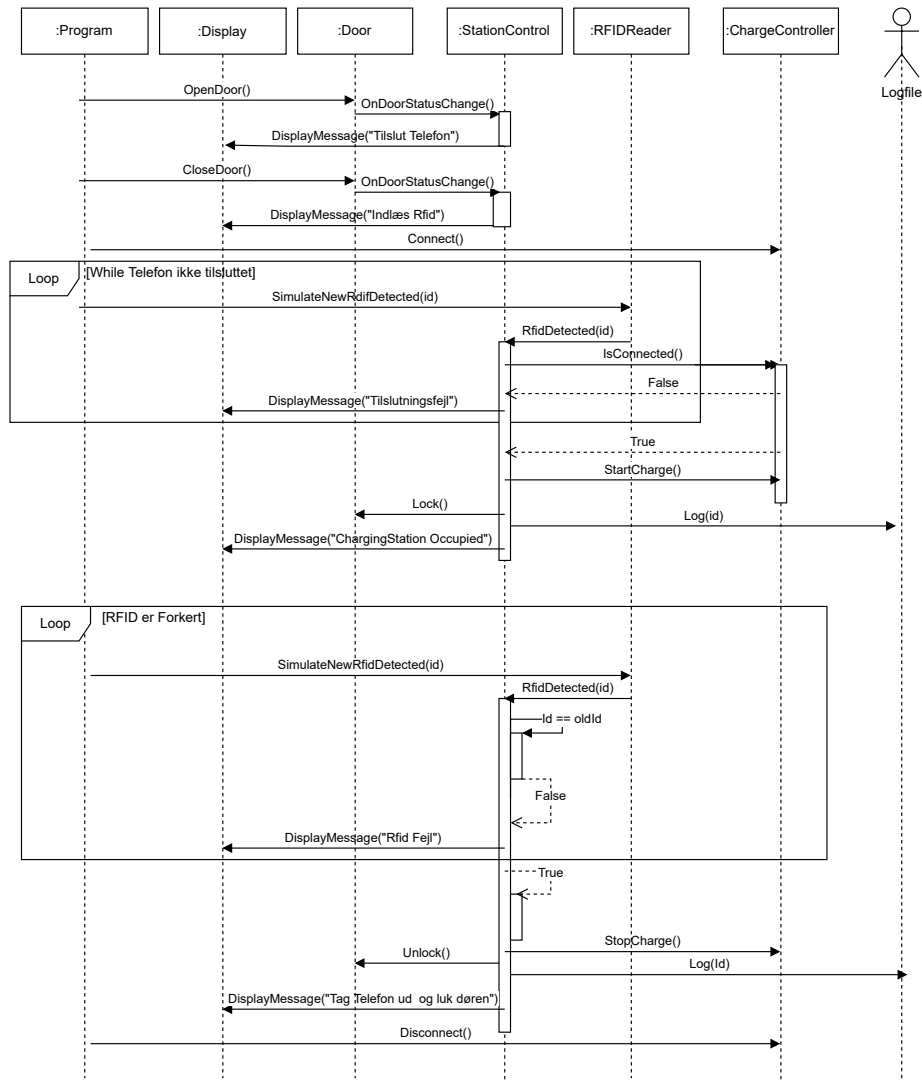 :Program
:Display
:Door
:StationControl
:RFIDReader
:ChargeController
Logfile
OpenDoor()
OnDoorStatusChange()
DisplayMessage("Tilslut Telefon")
CloseDoor()
OnDoorStatusChange()
DisplayMessage("Indlæs Rfid")
Connect()
Loop
[While Telefon ikke tilsluttet]
SimulateNewRdifDetected(id)
RfidDetected(id)
IsConnected()
False
DisplayMessage("Tilslutningsfejl")
True
StartCharge()
Lock()
Log(id)
DisplayMessage("ChargingStation Occupied")
Loop
[RFID er Forkert]
SimulateNewRfidDetected(id)
RfidDetected(id)
Id == oldId
False
DisplayMessage("Rfid Fejl")
True
StopCharge()
Unlock()
Log(Id)
DisplayMessage("Tag Telefon ud  og luk døren")
Disconnect()